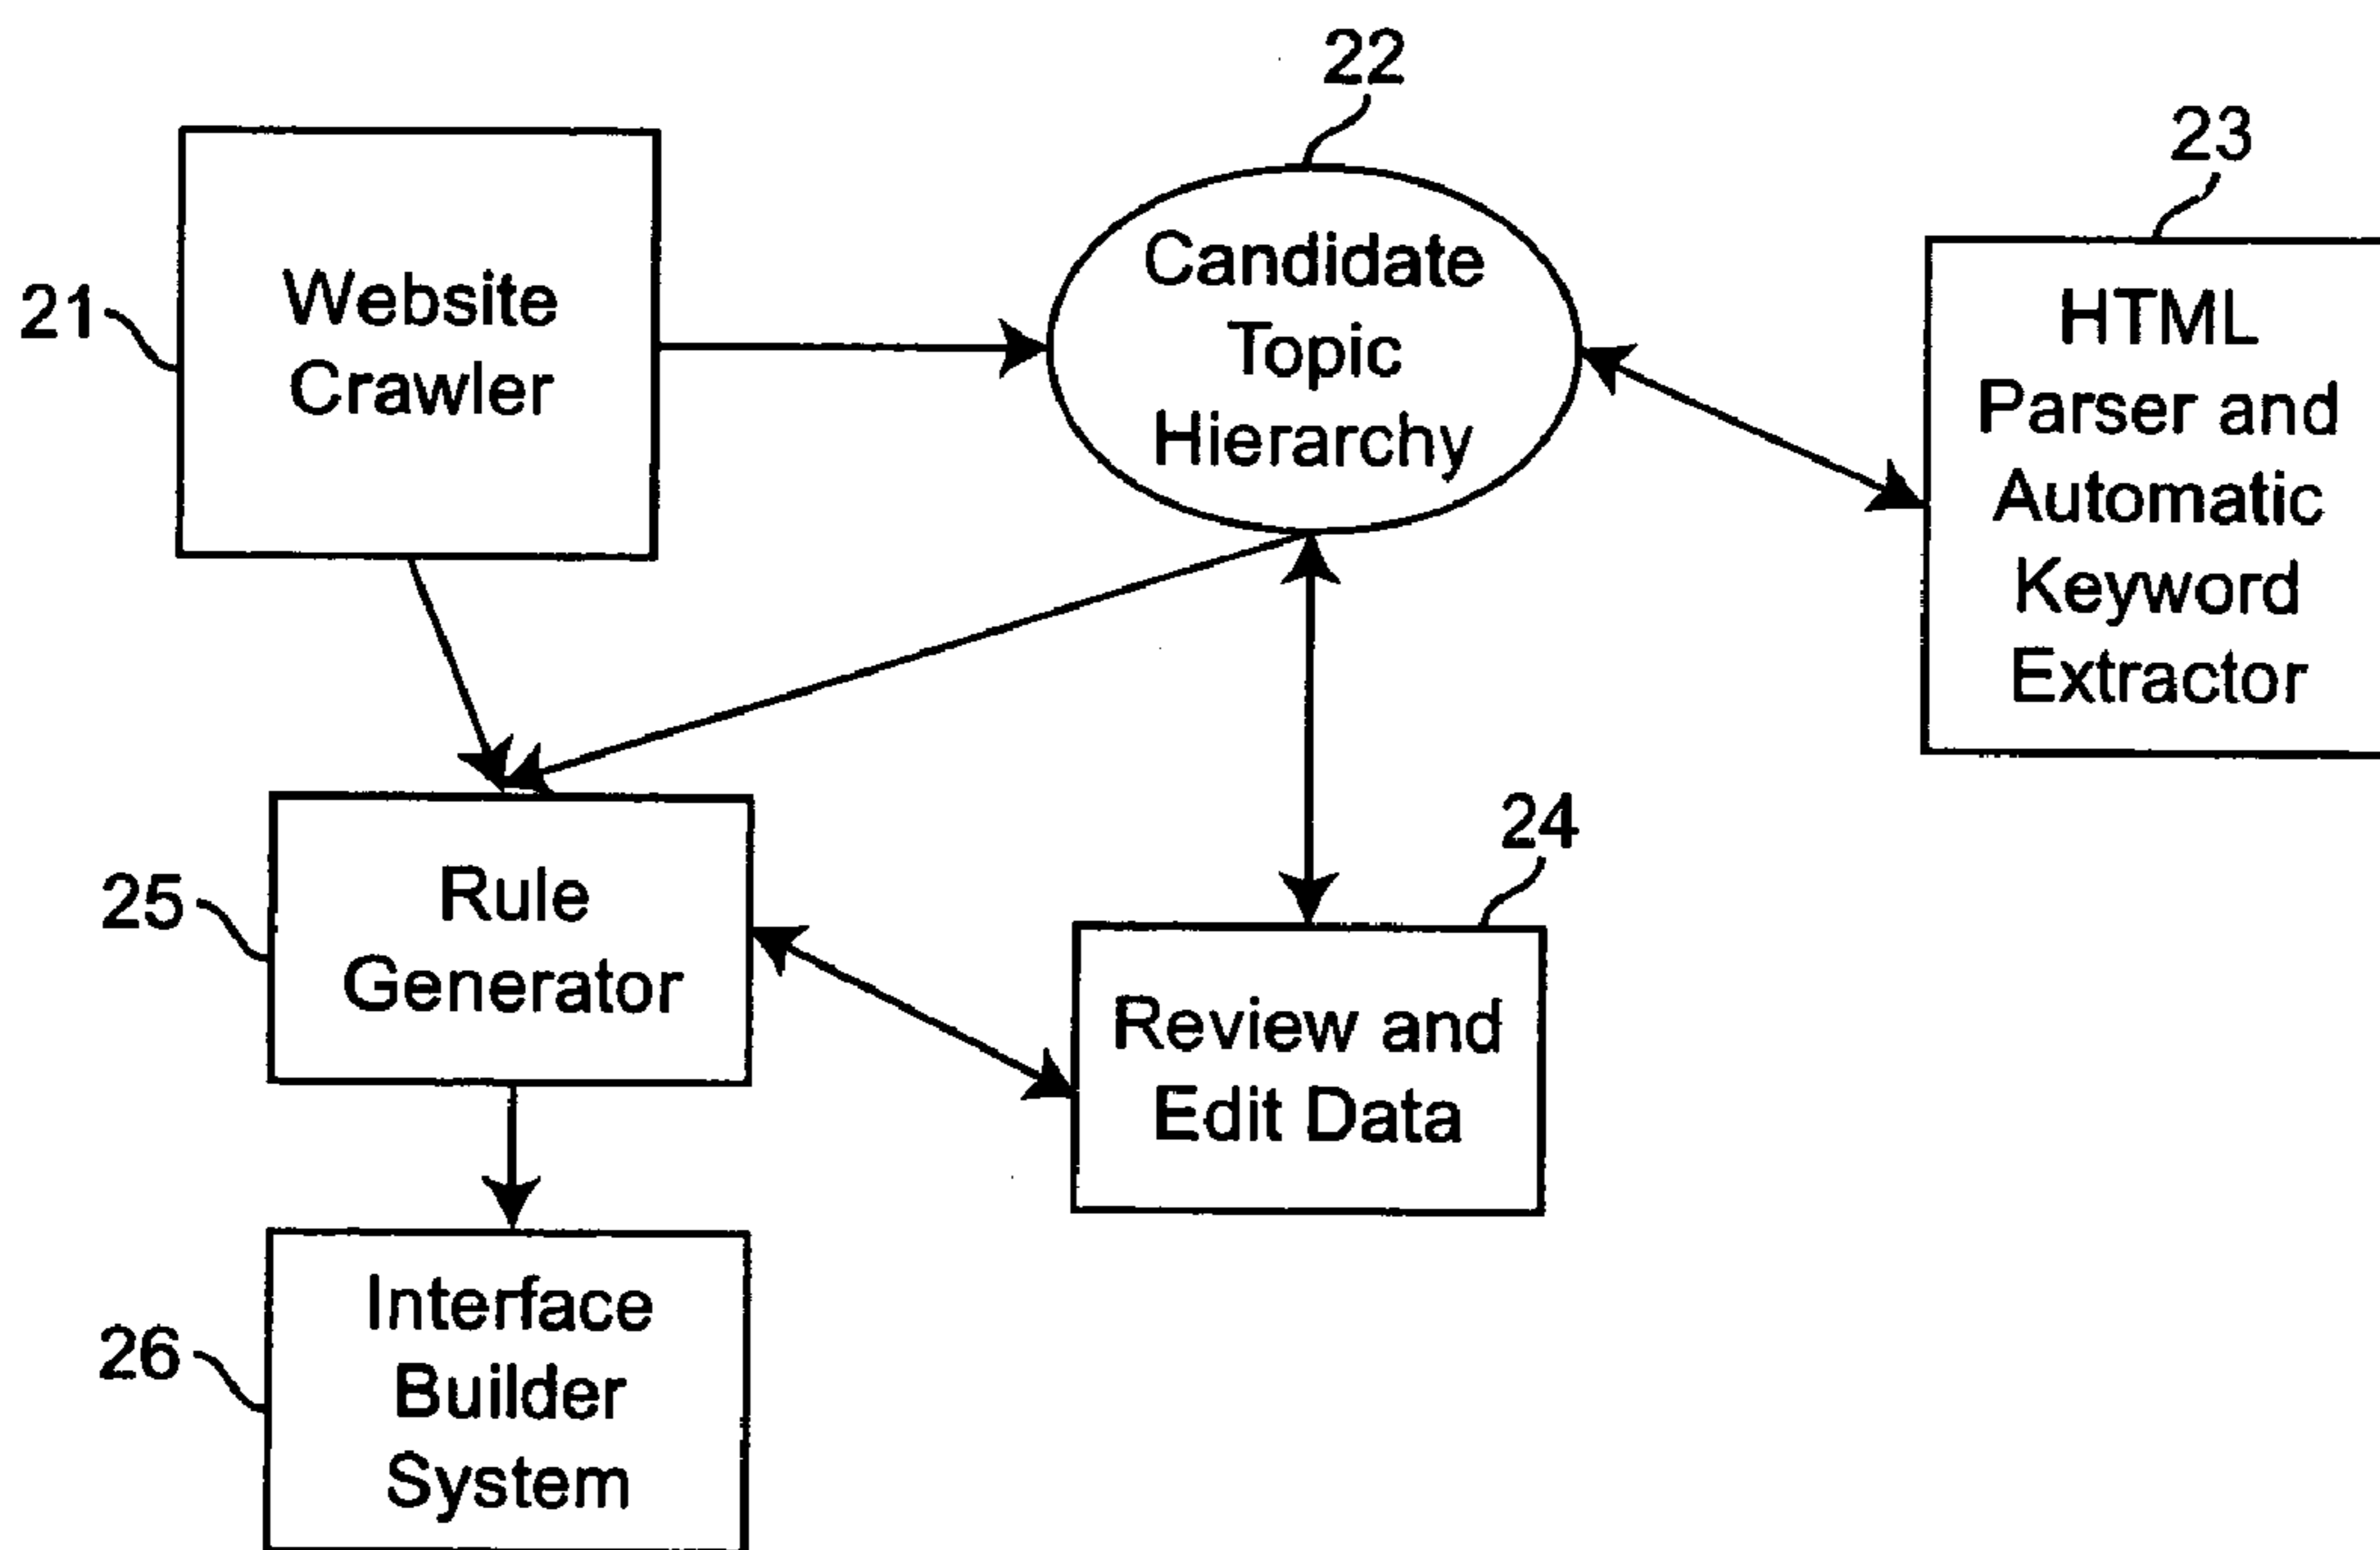 22
23
21
Website
Crawler
Candidate
Topic
Hierarchy
HTML
Parser and
Automatic
Keyword
Extractor
24
25
Rule
Generator
Review and
Edit Data
26
Interface
Builder
System